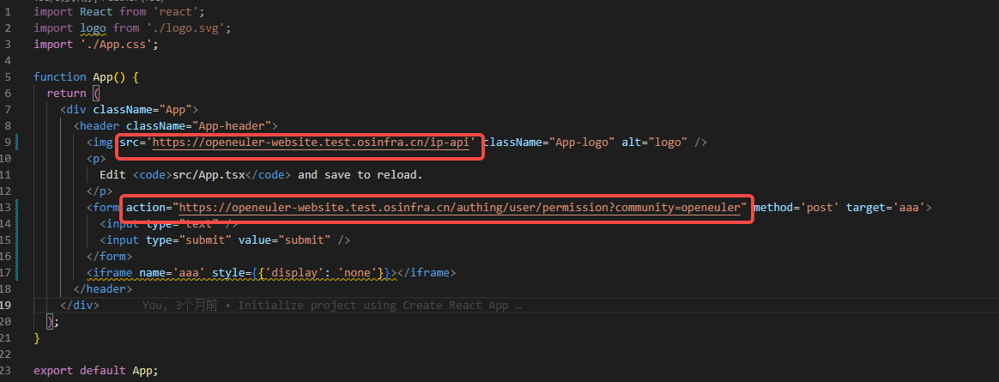 1 import React from 'react';
2 import logo from './logo.svg';
3 import './App.css';
4
5 function App() {
6 return (
7 <div className="App">
8 <header className="App-header">
9 <img src='https://openeuler-website.test.osinfra.cn/ip-api' className="App-logo" alt="logo" />
10 <p>
11 Edit <code>src/App.tsx</code> and save to reload.
12 </p>
13 <form action="https://openeuler-website.test.osinfra.cn/authing/user/permission?community=openeuler" method='post' target='aaa'>
14 <input type="text" />
15 <input type="submit" value="submit" />
16 </form>
17 <iframe name='aaa' style={{'display': 'none'}}></iframe>
18 </header>
19 </div> You, 3个月前 • Initialize project using Create React App …
20 );
21 }
22
23 export default App;